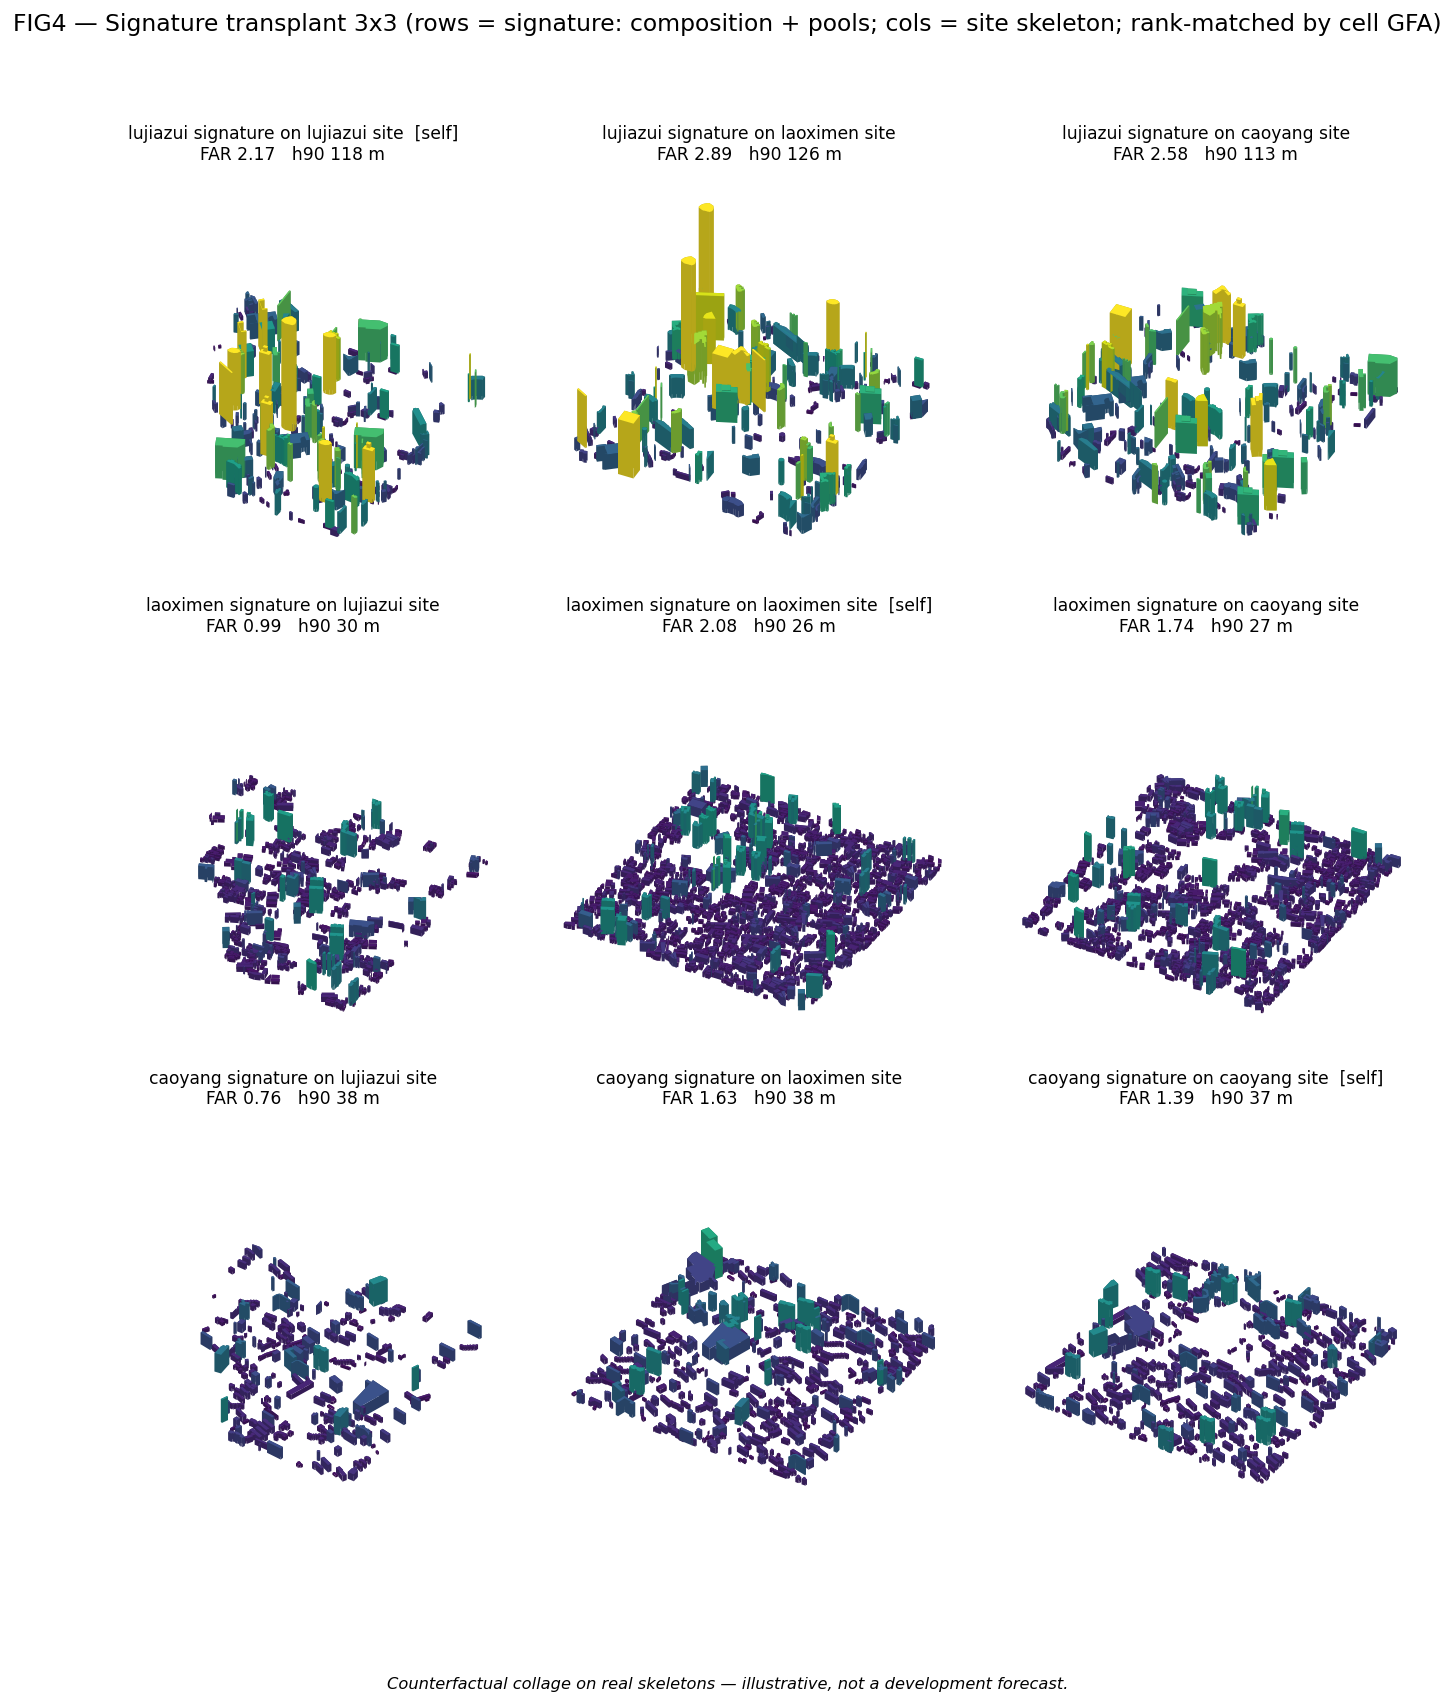 FIG4 — Signature transplant 3x3 (rows = signature: composition + pools; cols = site skeleton; rank-matched by cell GFA)
lujiazui signature on lujiazui site  [self]
FAR 2.17   h90 118 m
lujiazui signature on laoximen site
FAR 2.89   h90 126 m
lujiazui signature on caoyang site
FAR 2.58   h90 113 m
laoximen signature on lujiazui site
FAR 0.99   h90 30 m
laoximen signature on laoximen site  [self]
FAR 2.08   h90 26 m
laoximen signature on caoyang site
FAR 1.74   h90 27 m
caoyang signature on lujiazui site
FAR 0.76   h90 38 m
caoyang signature on laoximen site
FAR 1.63   h90 38 m
caoyang signature on caoyang site  [self]
FAR 1.39   h90 37 m
Counterfactual collage on real skeletons — illustrative, not a development forecast.